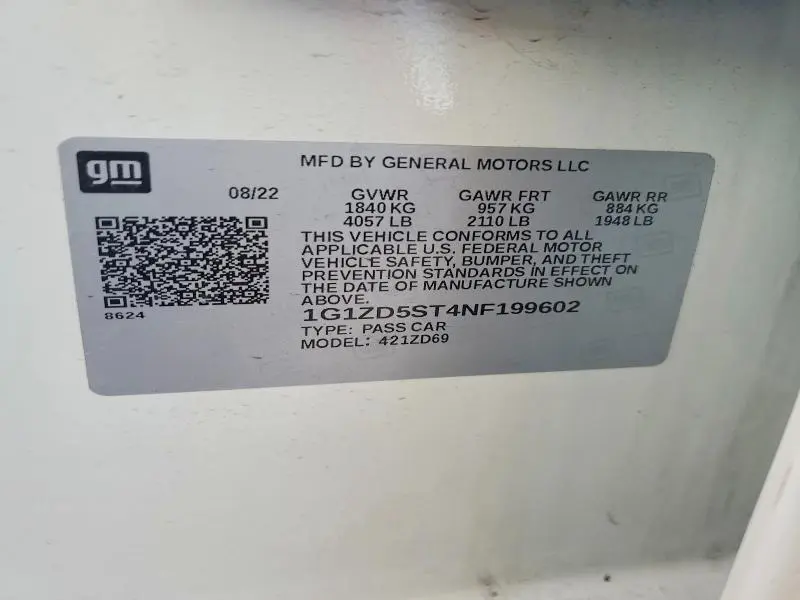 gm
MFD BY GENERAL MOTORS LLC
08/22 GVWR GAWR FRT GAWR RR
1840 KG 957 KG 884 KG
4057 LB 2110 LB 1948 LB
THIS VEHICLE CONFORMS TO ALL
APPLICABLE U.S. FEDERAL MOTOR
VEHICLE SAFETY, BUMPER, AND THEFT
PREVENTION STANDARDS IN EFFECT ON
THE DATE OF MANUFACTURE SHOWN
ABOVE.
8624
1G1ZD5ST4NF199602
TYPE: PASS CAR
MODEL: 421ZD69